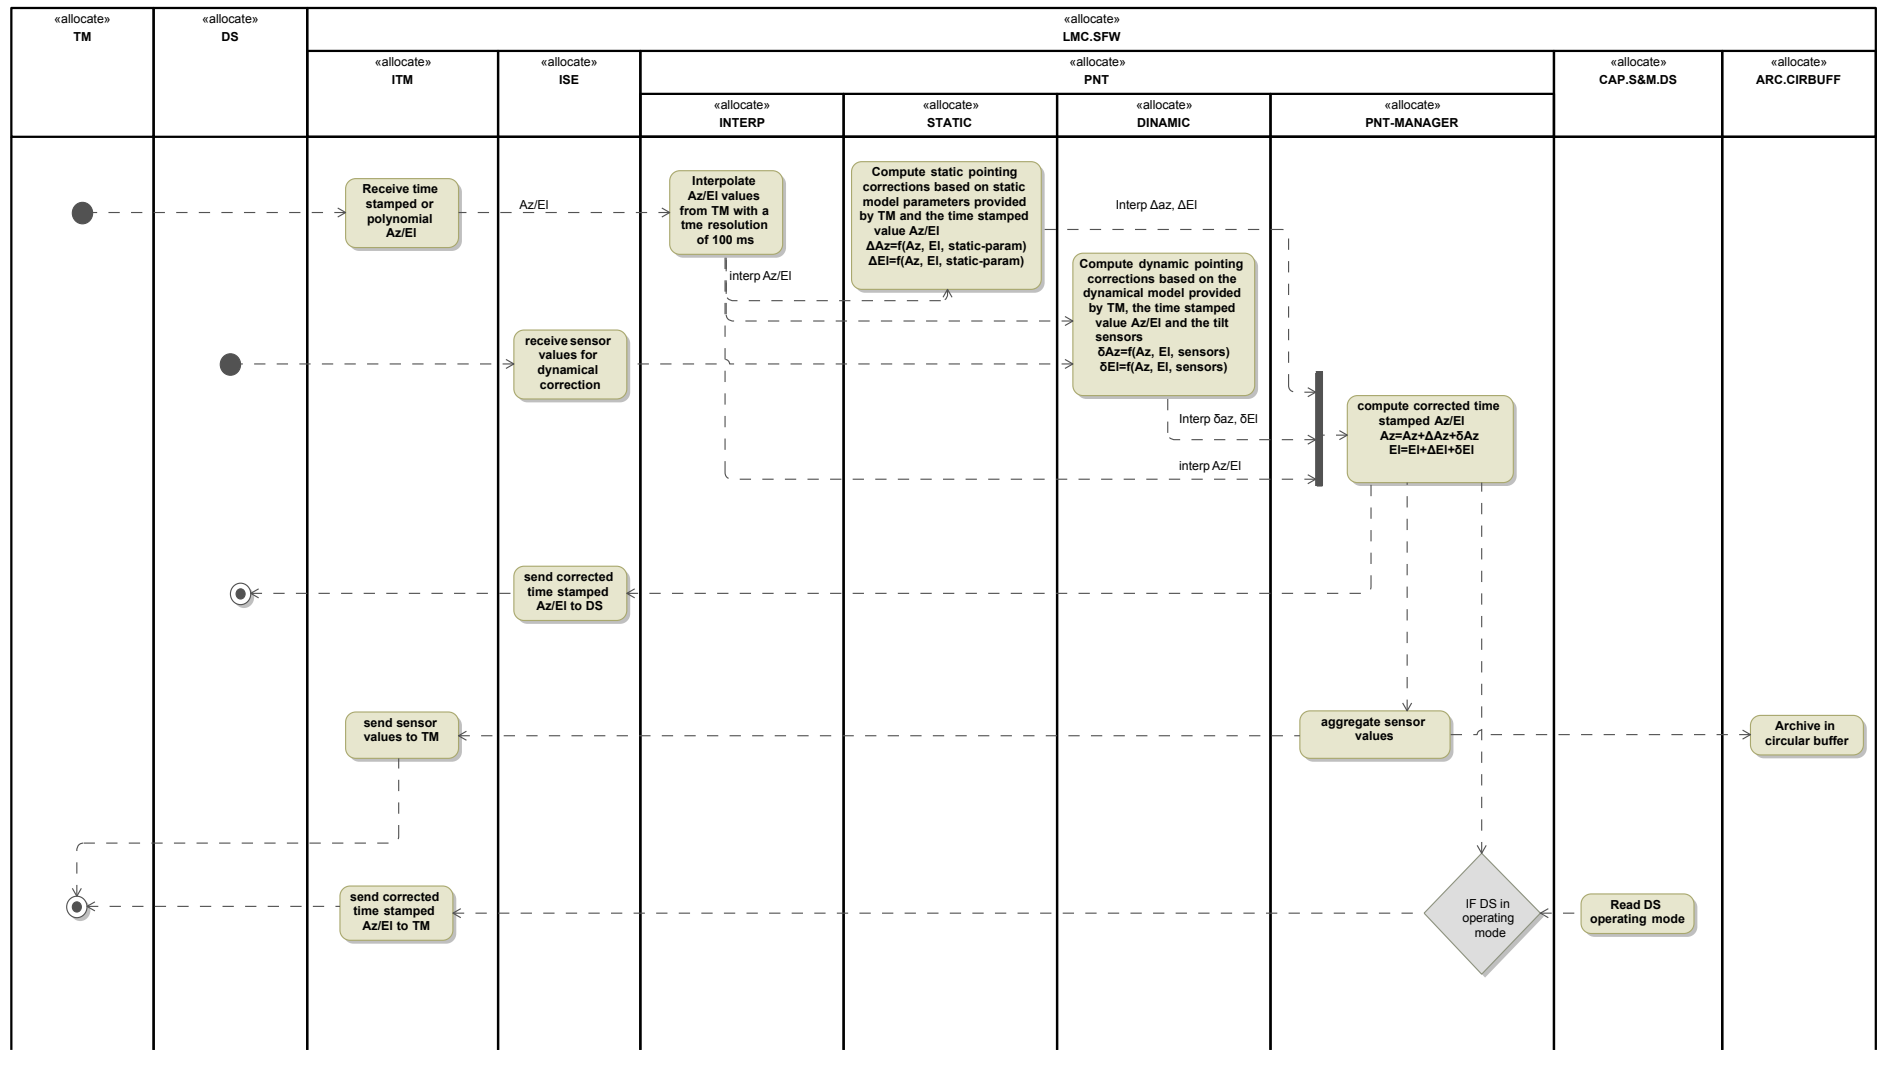 «allocate»
TM
«allocate»
DS
«allocate»
LMC.SFW
«allocate»
ITM
«allocate»
ISE
«allocate»
PNT
«allocate»
CAP.S&M.DS
«allocate»
ARC.CIRBUFF
«allocate»
INTERP
«allocate»
STATIC
«allocate»
DINAMIC
«allocate»
PNT-MANAGER
Receive time
stamped or
polynomial
Az/El
Az/El
Interpolate
Az/El values
from TM with a
tme resolution
of 100 ms
interp Az/El
Compute static pointing
corrections based on static
model parameters provided
by TM and the time stamped
value Az/El
ΔAz=f(Az, El, static-param)
ΔEl=f(Az, El, static-param)
Interp Δaz, ΔEl
Compute dynamic pointing
corrections based on the
dynamical model provided
by TM, the time stamped
value Az/El and the tilt
sensors
δAz=f(Az, El, sensors)
δEl=f(Az, El, sensors)
receive sensor
values for
dynamical
correction
Interp δaz, δEl
interp Az/El
compute corrected time
stamped Az/El
Az=Az+ΔAz+δAz
El=El+ΔEl+δEl
send corrected
time stamped
Az/El to DS
send sensor
values to TM
aggregate sensor
values
Archive in
circular buffer
send corrected
time stamped
Az/El to TM
IF DS in
operating
mode
Read DS
operating mode